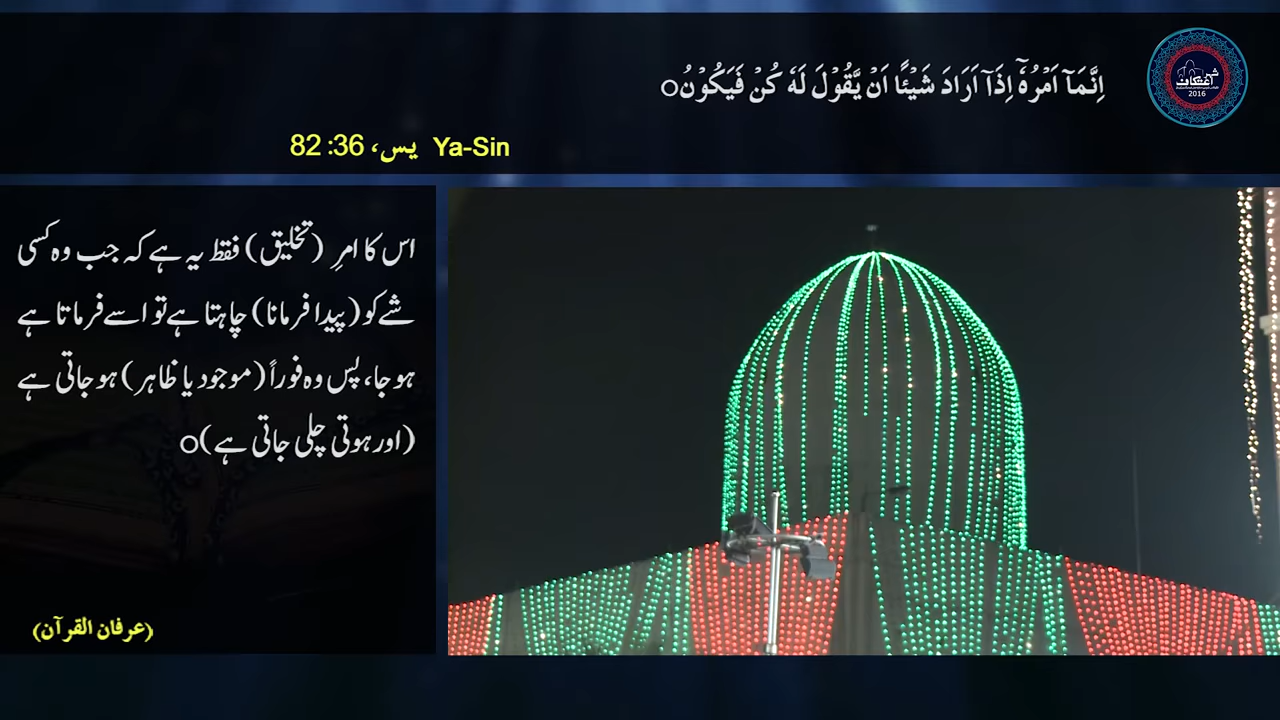 اِنَّمَاۤ اَمْرُهٗۤ اِذَاۤ اَرَادَ شَیْـًٔا اَنْ یَّقُوْلَ لَهٗ كُنْ فَیَكُوْنُ○
یٰس، 36: 82 Ya-Sin
شہرِ اعتکاف
2016
اس کا امرِ (تخلیق) فقط یہ ہے کہ جب وہ کسی
شے کو (پیدا فرمانا) چاہتا ہے تو اسے فرماتا ہے
ہو جا، پس وہ فوراً (موجود یا ظاہر) ہو جاتی ہے
(اور ہوتی چلی جاتی ہے)○
(عرفان القرآن)